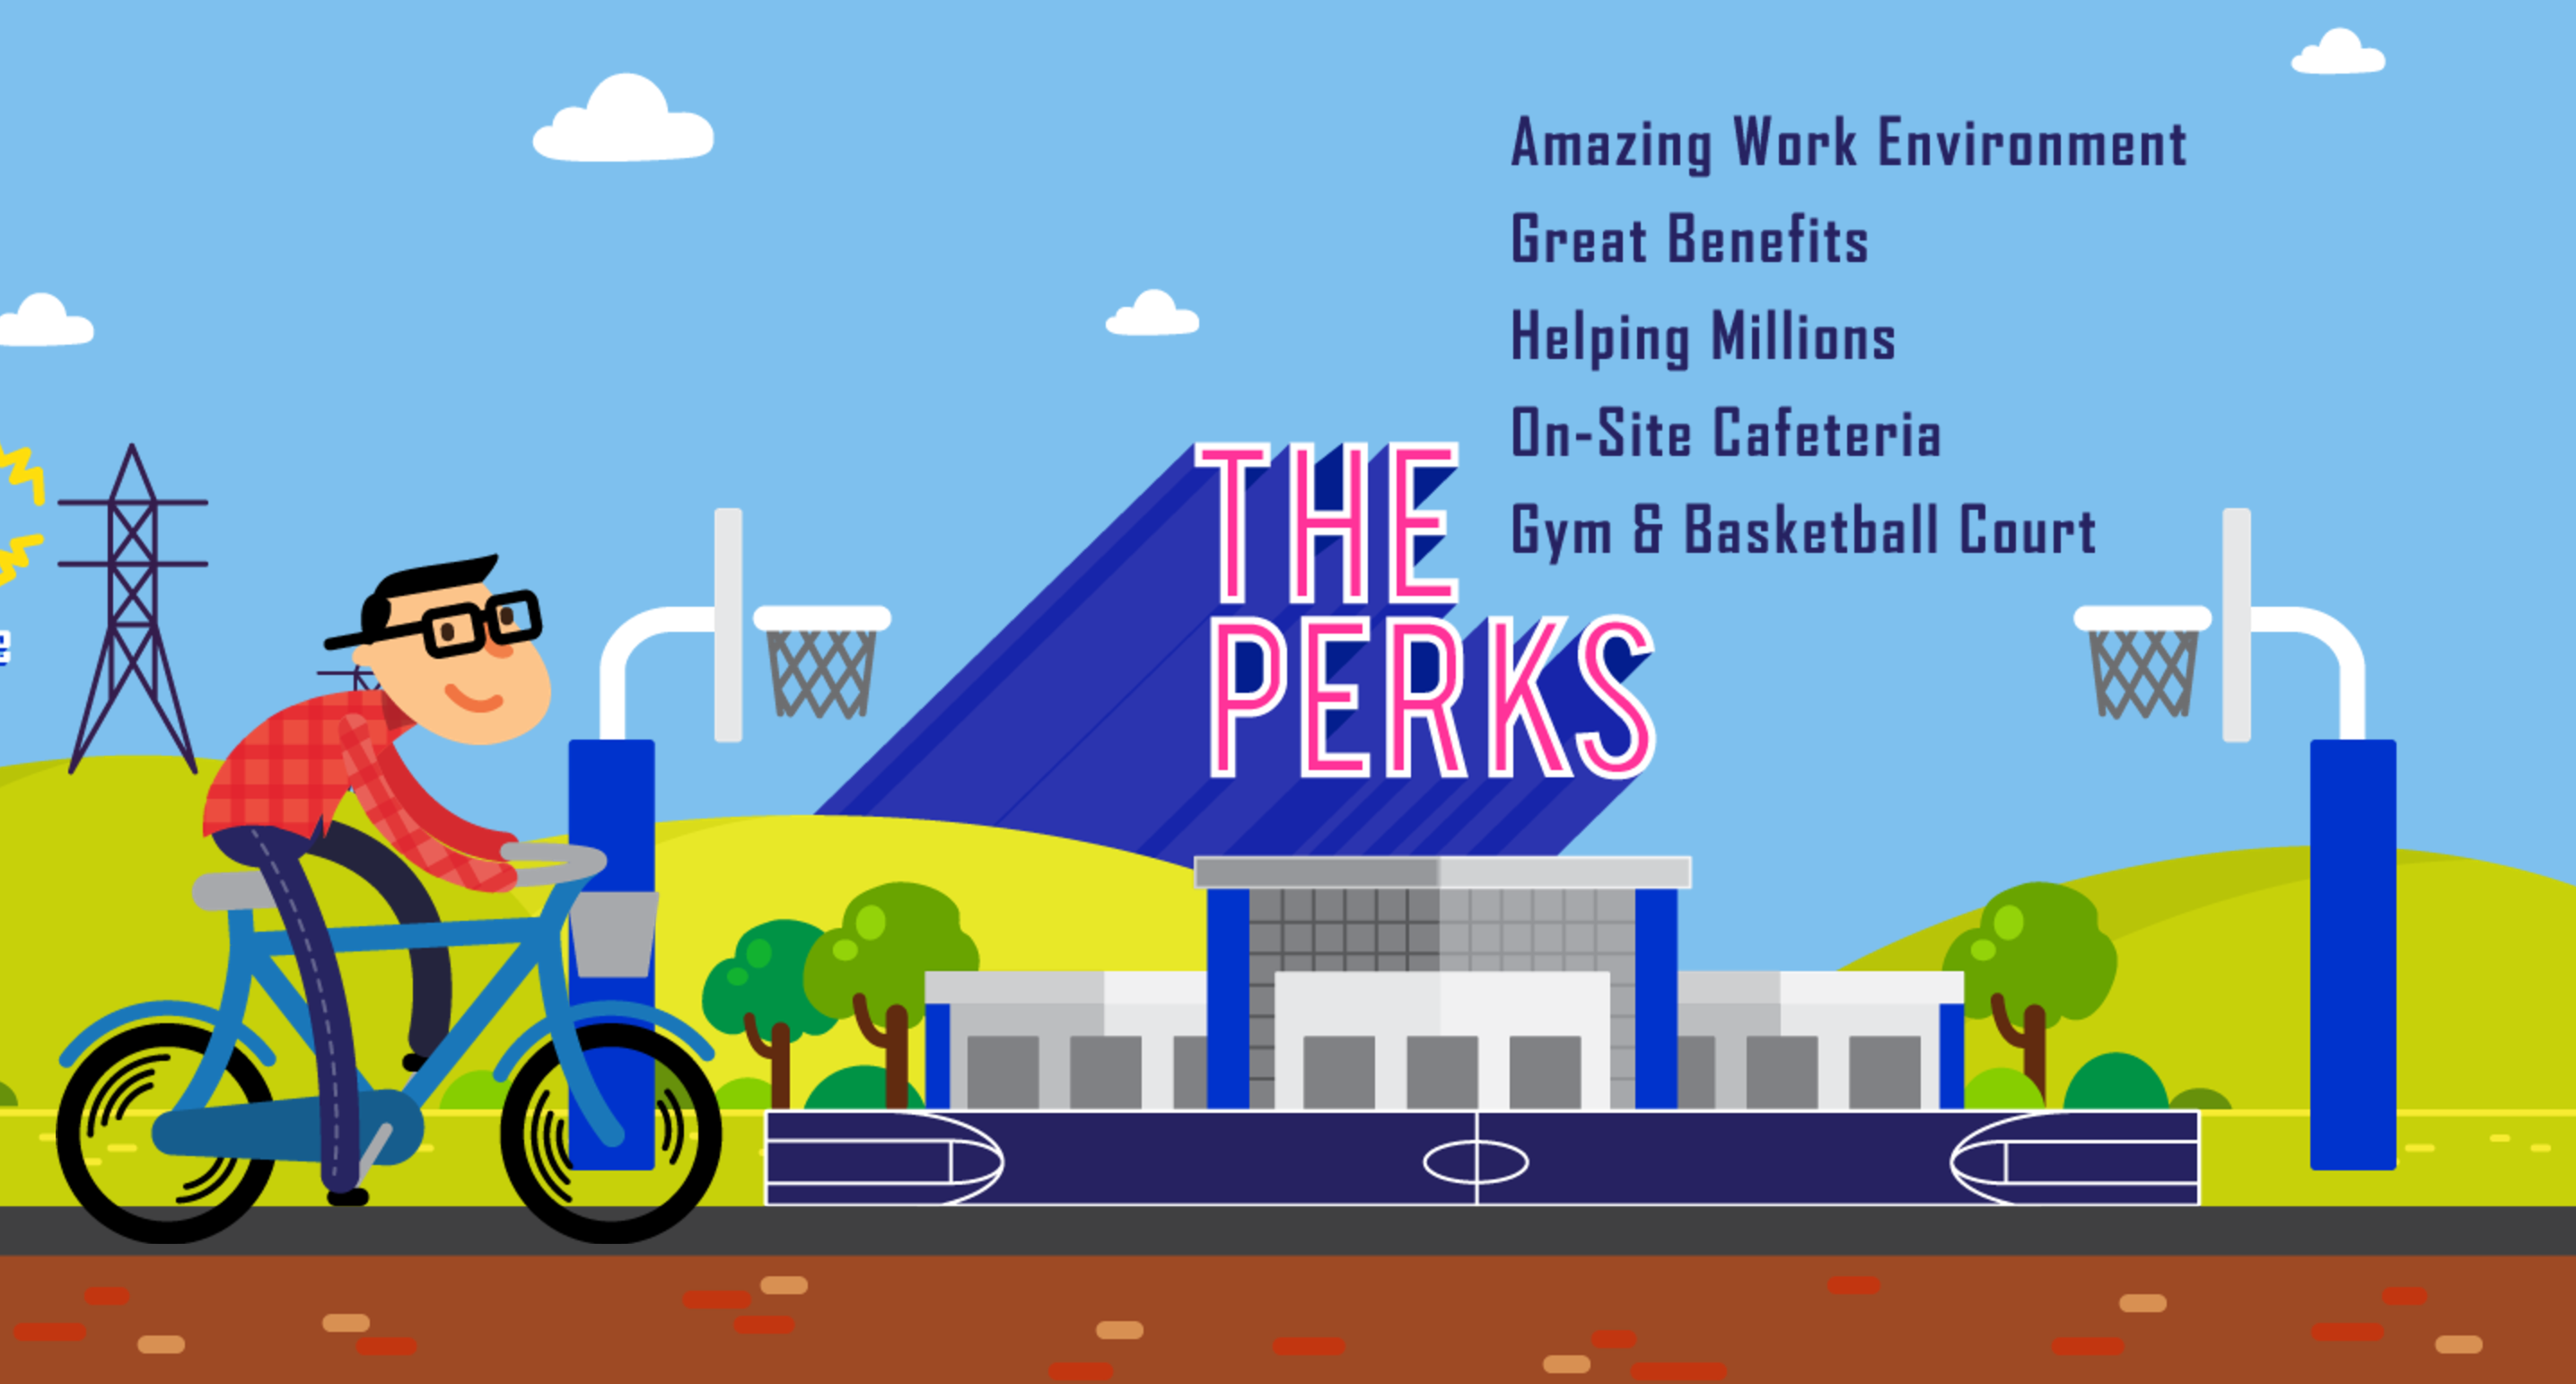 THE
PERKS
Amazing Work Environment
Great Benefits
Helping Millions
On-Site Cafeteria
Gym & Basketball Court